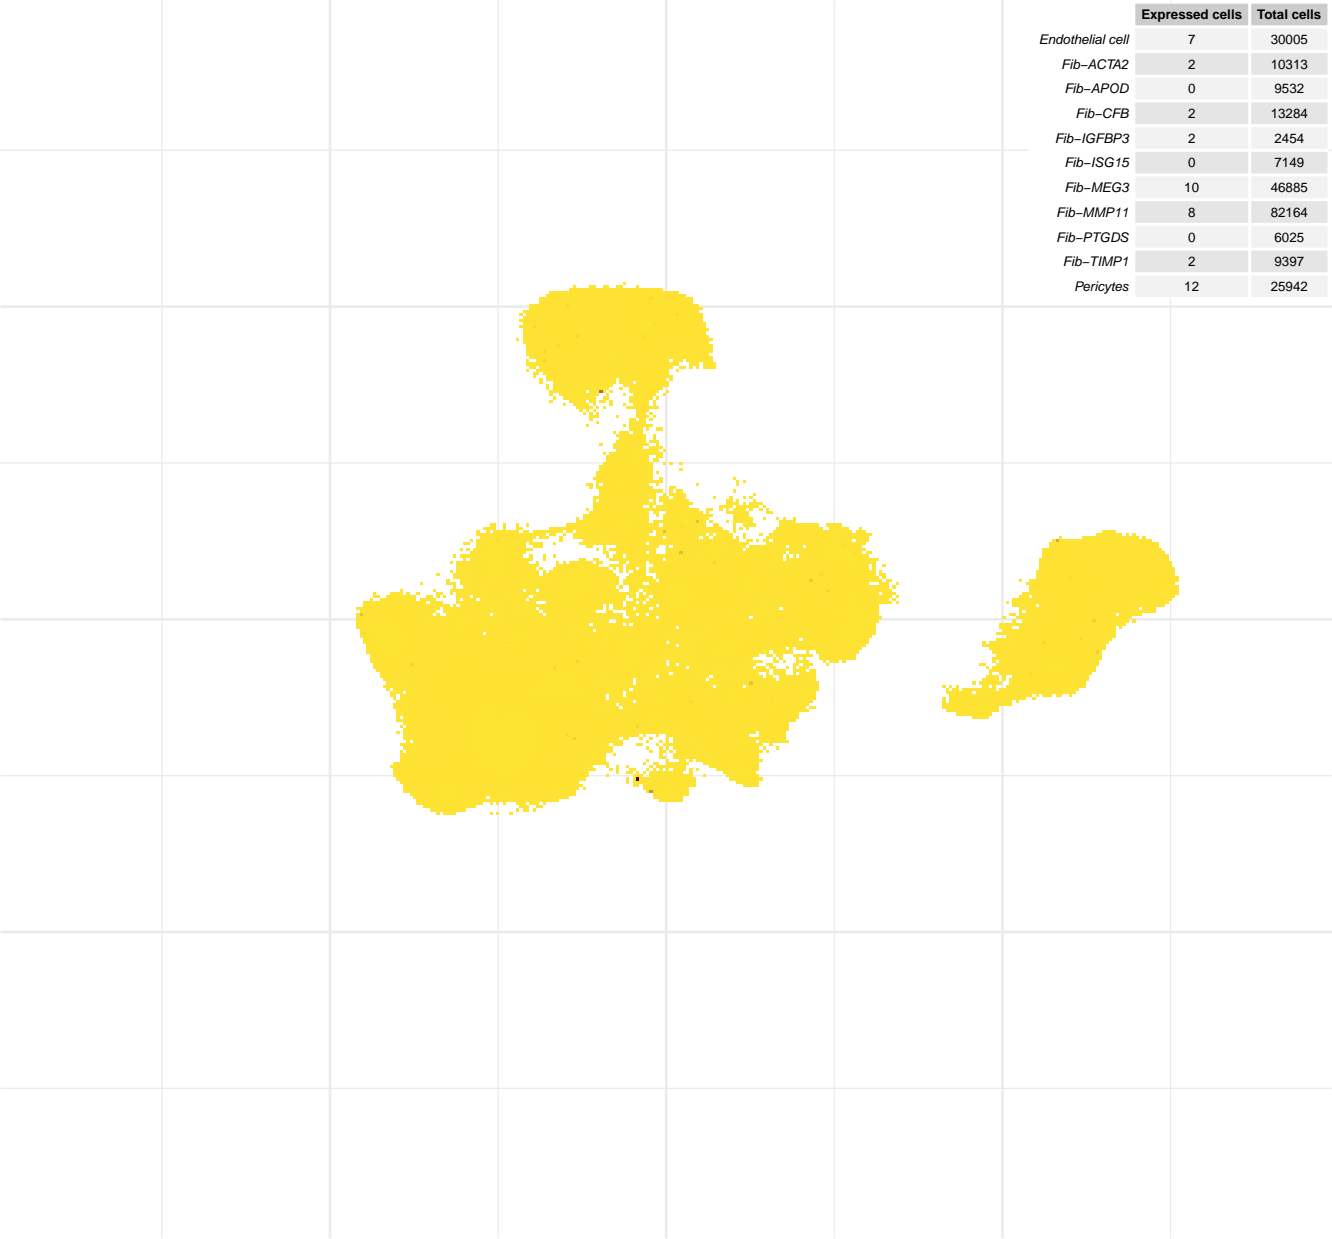 Expressed cells Total cells
Endothelial cell 7 30005
Fib−ACTA2 2 10313
Fib−APOD 0 9532
Fib−CFB 2 13284
Fib−IGFBP3 2 2454
Fib−ISG15 0 7149
Fib−MEG3 10 46885
Fib−MMP11 8 82164
Fib−PTGDS 0 6025
Fib−TIMP1 2 9397
Pericytes 12 25942